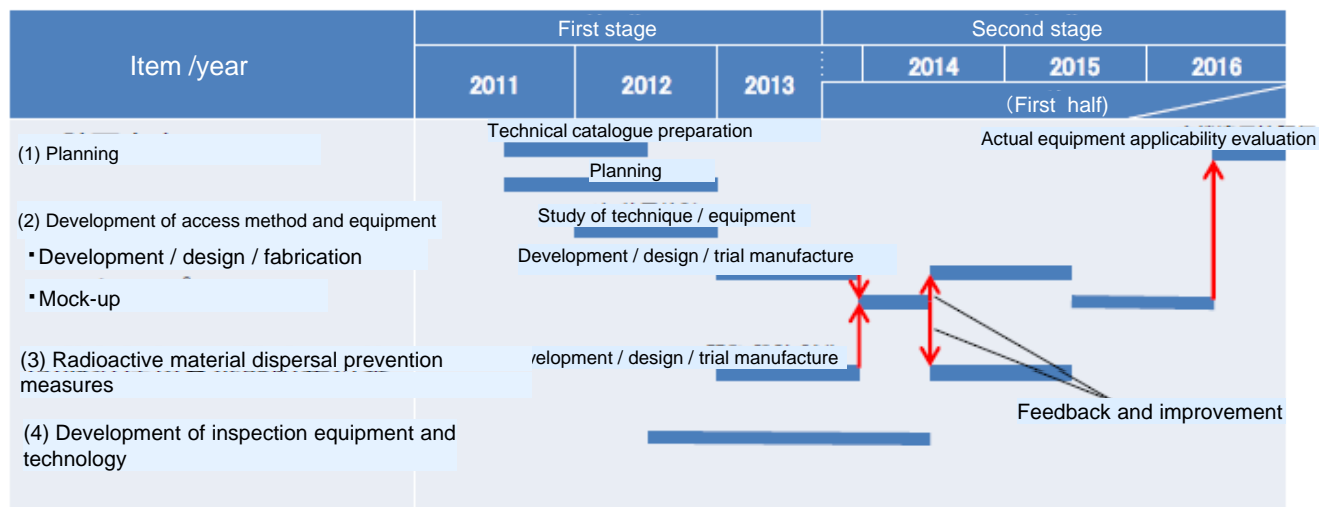 First stage
Second stage
Item /year
2011
2012
2013
2014
2015
2016
(First half)
Technical catalogue preparation
Actual equipment applicability evaluation
(1) Planning
Planning
(2) Development of access method and equipment
Study of technique / equipment
▪Development / design / fabrication
Development / design / trial manufacture
▪Mock-up
(3) Radioactive material dispersal prevention
measures
velopment / design / trial manufacture
Feedback and improvement
(4) Development of inspection equipment and
technology